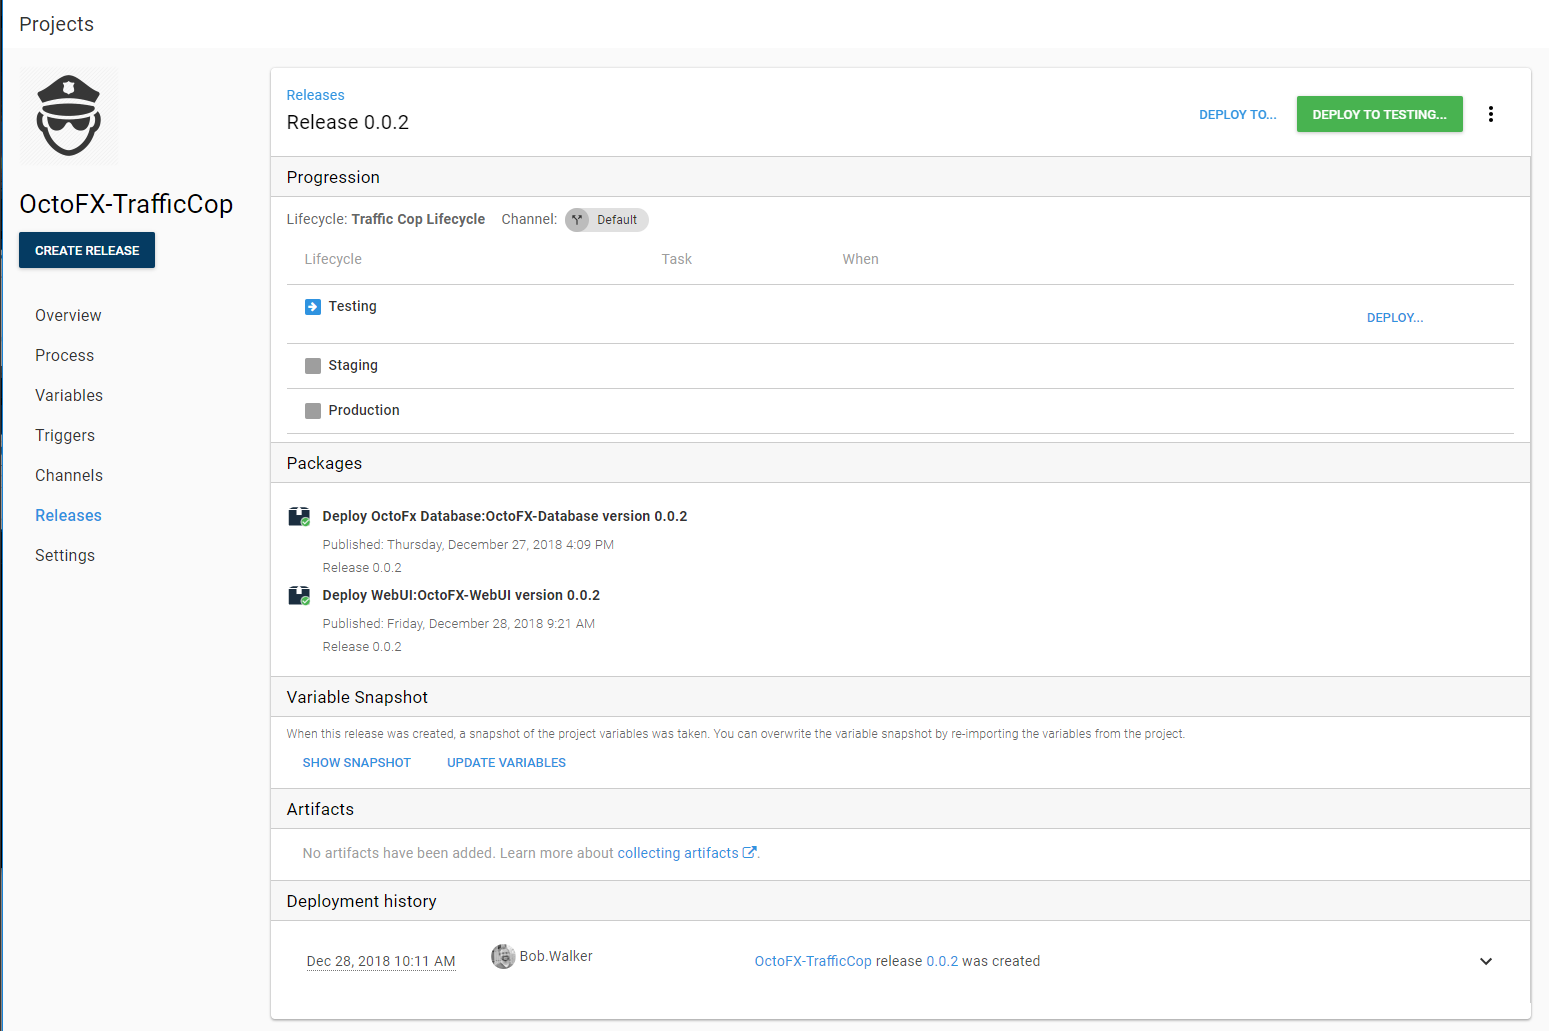 Projects
OctoFX-TrafficCop
CREATE RELEASE
Overview
Process
Variables
Triggers
Channels
Releases
Settings
Releases
Release 0.0.2
DEPLOY TO...
DEPLOY TO TESTING...
Progression
Lifecycle: Traffic Cop Lifecycle Channel: Default
Lifecycle Task When
Testing
DEPLOY...
Staging
Production
Packages
Deploy OctoFx Database:OctoFX-Database version 0.0.2
Published: Thursday, December 27, 2018 4:09 PM
Release 0.0.2
Deploy WebUI:OctoFX-WebUI version 0.0.2
Published: Friday, December 28, 2018 9:21 AM
Release 0.0.2
Variable Snapshot
When this release was created, a snapshot of the project variables was taken. You can overwrite the variable snapshot by re-importing the variables from the project.
SHOW SNAPSHOT UPDATE VARIABLES
Artifacts
No artifacts have been added. Learn more about collecting artifacts.
Deployment history
Dec 28, 2018 10:11 AM Bob.Walker OctoFX-TrafficCop release 0.0.2 was created